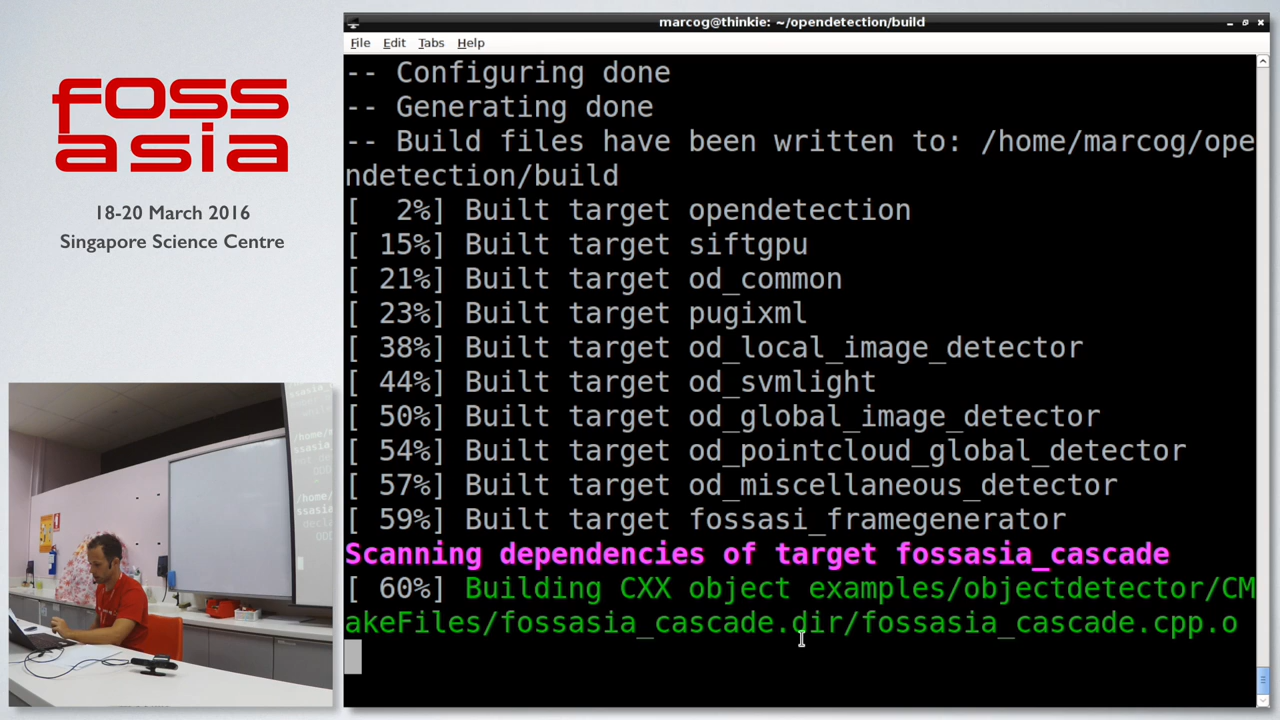 foss
asia
18-20 March 2016
Singapore Science Centre
marcog@thinkie: ~/opendetection/build
File Edit Tabs Help
-- Configuring done
-- Generating done
-- Build files have been written to: /home/marcog/ope
ndetection/build
[  2%] Built target opendetection
[ 15%] Built target siftgpu
[ 21%] Built target od_common
[ 23%] Built target pugixml
[ 38%] Built target od_local_image_detector
[ 44%] Built target od_svmlight
[ 50%] Built target od_global_image_detector
[ 54%] Built target od_pointcloud_global_detector
[ 57%] Built target od_miscellaneous_detector
[ 59%] Built target fossasi_framegenerator
Scanning dependencies of target fossasia_cascade
[ 60%] Building CXX object examples/objectdetector/CM
akeFiles/fossasia_cascade.dir/fossasia_cascade.cpp.o